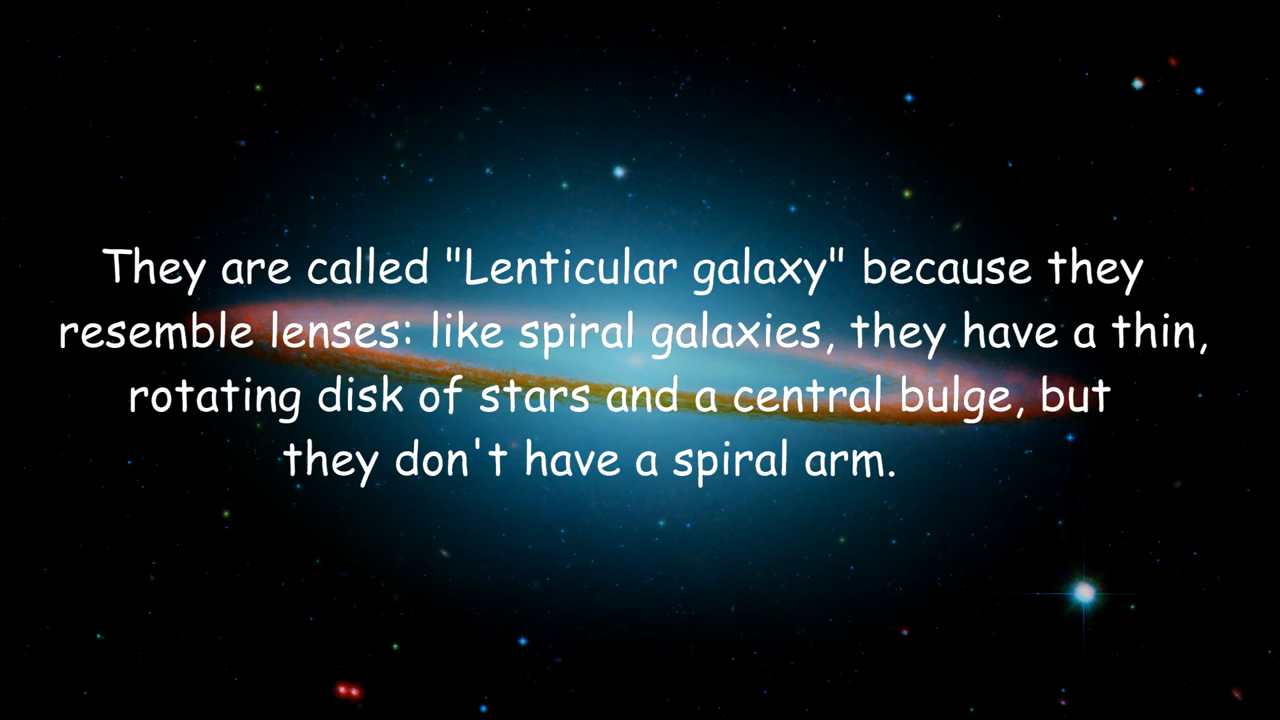 They are called "Lenticular galaxy" because they
resemble lenses: like spiral galaxies, they have a thin,
rotating disk of stars and a central bulge, but
they don't have a spiral arm.